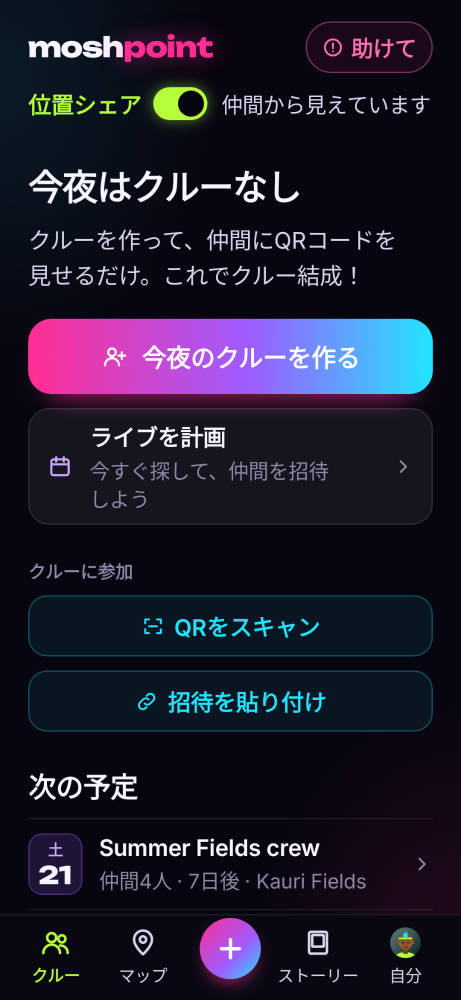 moshpoint
助けて
位置シェア
仲間から見えています
今夜はクルーなし
クルーを作って、仲間にQRコードを
見せるだけ。これでクルー結成！
今夜のクルーを作る
ライブを計画
今すぐ探して、仲間を招待
しよう
クルーに参加
QRをスキャン
招待を貼り付け
次の予定
土
21
Summer Fields crew
仲間4人 · 7日後 · Kauri Fields
クルー
マップ
ストーリー
自分